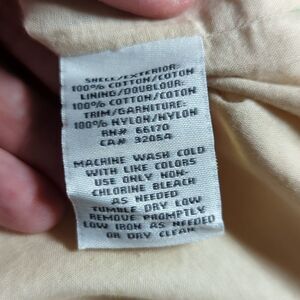 SHELL/EXTERIOR:
100% COTTON/COTON
LINING/DOUBLOUR:
100% COTTON/COTON
TRIM/GARNITURE:
100% NYLON/NYLON
RN# 66170
CA# 32054
MACHINE WASH COLD
WITH LIKE COLORS
USE ONLY NON-
CHLORINE BLEACH
AS NEEDED
TUMBLE DRY LOW
REMOVE PROMPTLY
LOW IRON AS NEEDED
OR DRY CLEAN